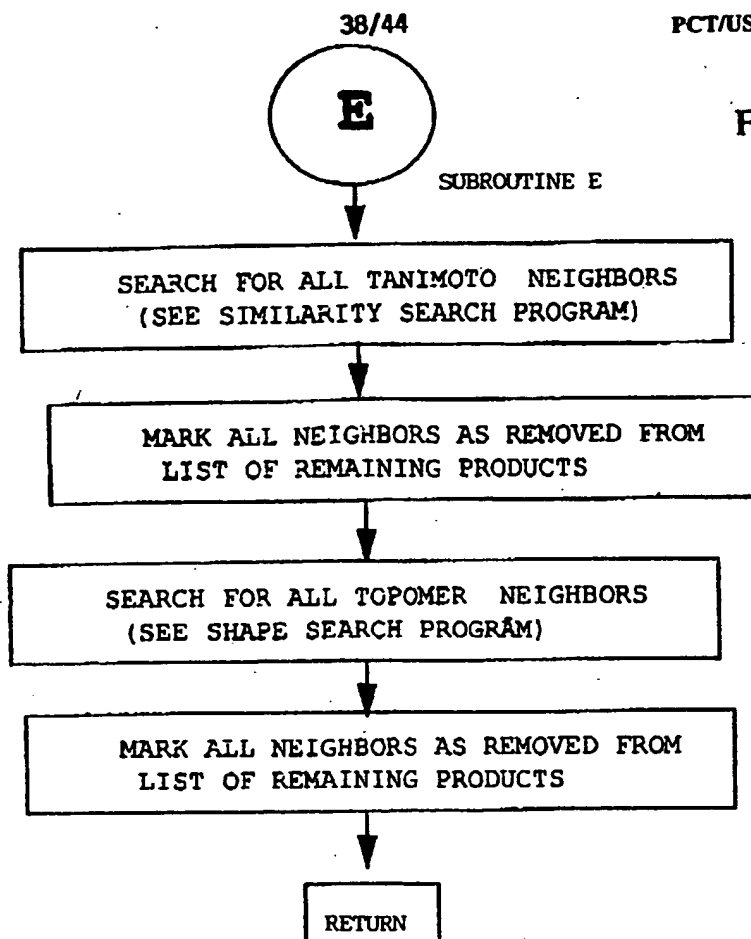 38/44
PCT/US
E
F
SUBROUTINE E
SEARCH FOR ALL TANIMOTO NEIGHBORS
(SEE SIMILARITY SEARCH PROGRAM)
MARK ALL NEIGHBORS AS REMOVED FROM
LIST OF REMAINING PRODUCTS
SEARCH FOR ALL TOPOMER NEIGHBORS
(SEE SHAPE SEARCH PROGRAM)
MARK ALL NEIGHBORS AS REMOVED FROM
LIST OF REMAINING PRODUCTS
RETURN